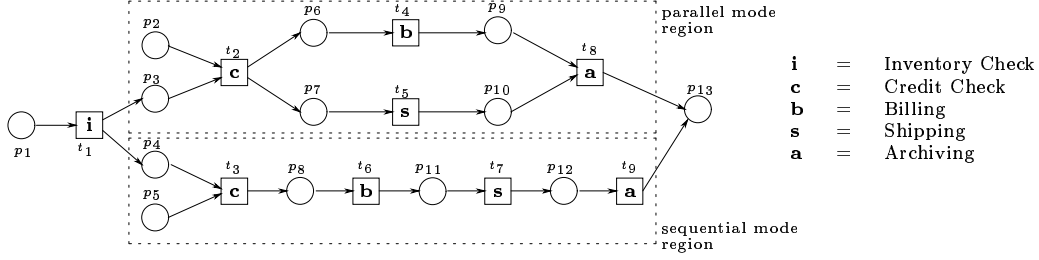 p2
p6
t4
b
p9
parallel mode
region
t2
c
t8
a
p3
p7
t5
s
p10
p13
i = Inventory Check
c = Credit Check
b = Billing
s = Shipping
a = Archiving
p1
i
t1
p4
t3
c
p8
t6
b
p11
t7
s
p12
t9
a
p5
sequential mode
region